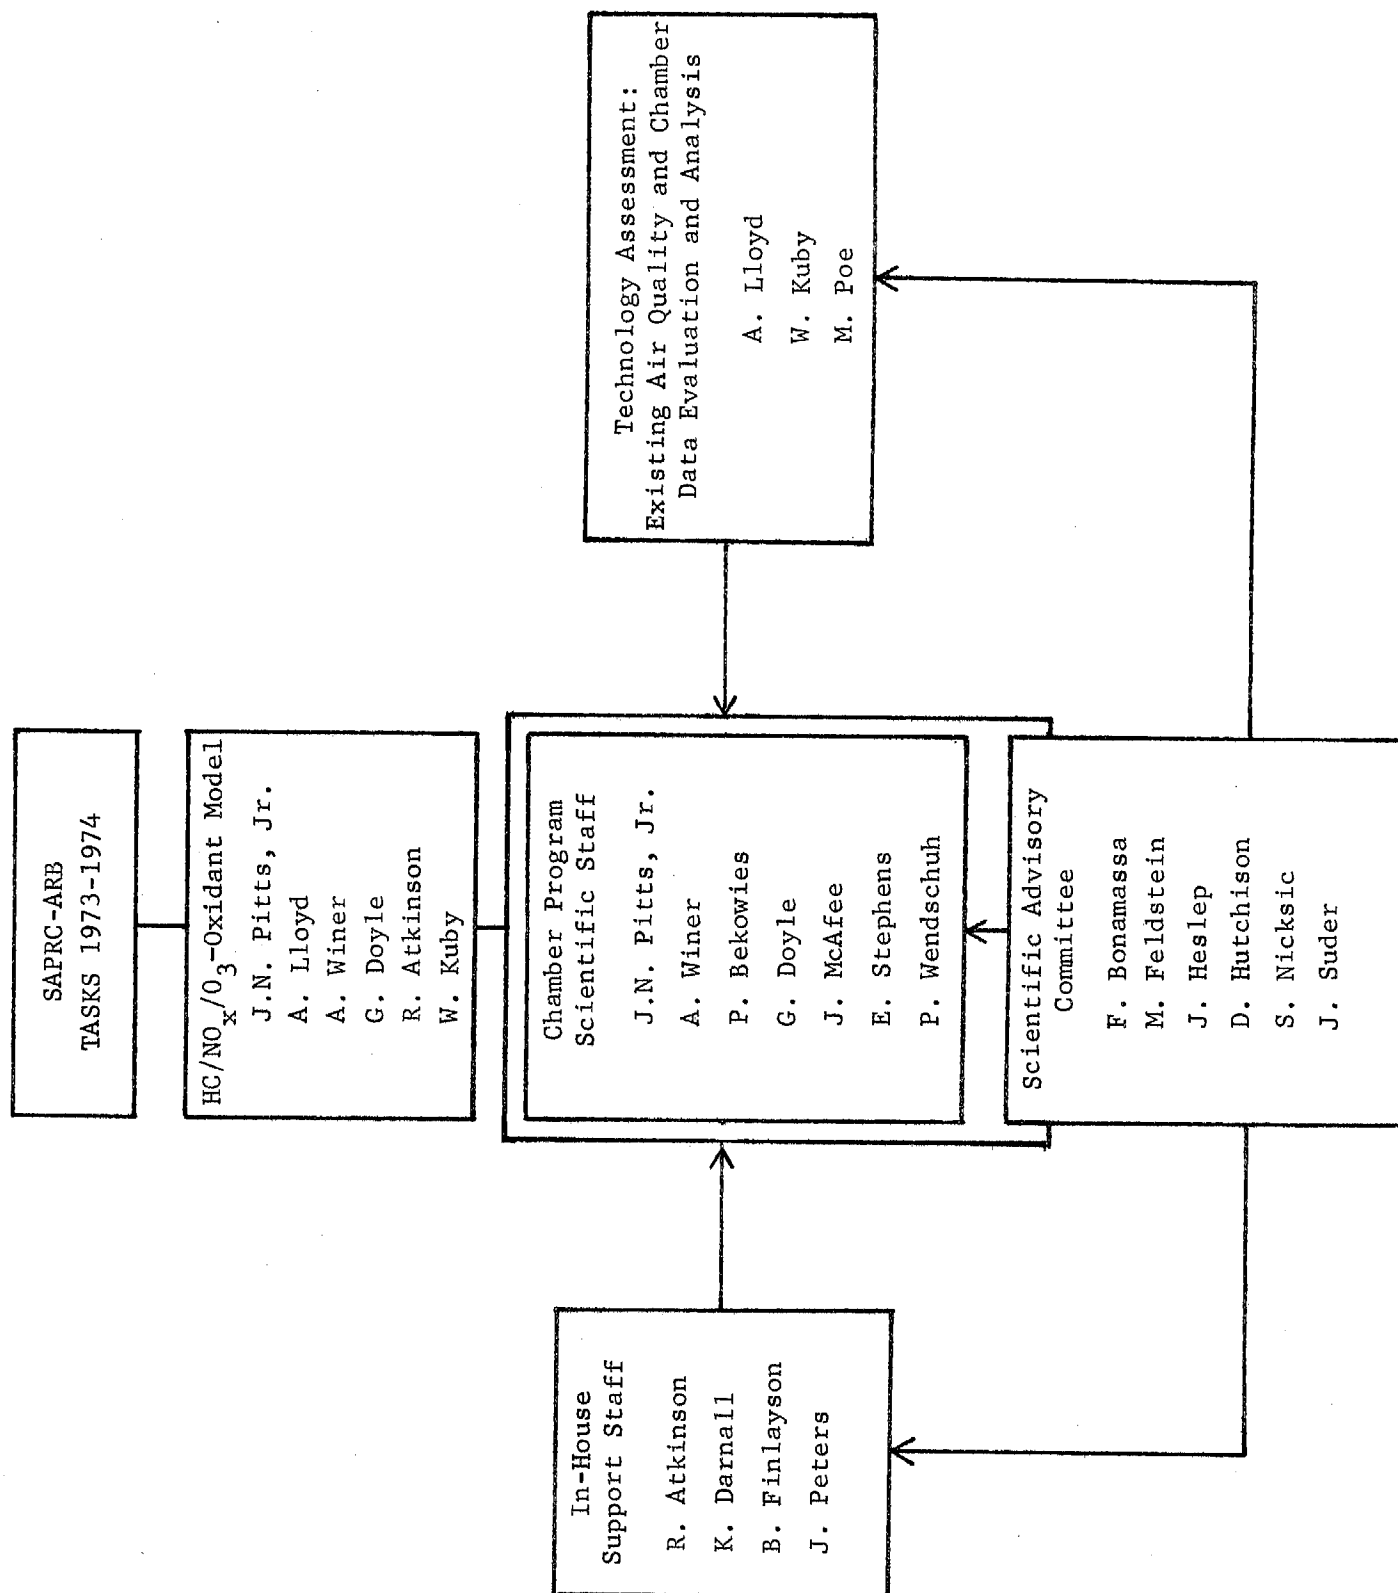 SAPRC-ARB
TASKS 1973-1974
HC/NOx/O3-Oxidant Model
J.N. Pitts, Jr.
A. Lloyd
A. Winer
G. Doyle
R. Atkinson
W. Kuby
In-House
Support Staff
R. Atkinson
K. Darnall
B. Finlayson
J. Peters
Chamber Program
Scientific Staff
J.N. Pitts, Jr.
A. Winer
P. Bekowies
G. Doyle
J. McAfee
E. Stephens
P. Wendschuh
Technology Assessment:
Existing Air Quality and Chamber
Data Evaluation and Analysis
A. Lloyd
W. Kuby
M. Poe
Scientific Advisory
Committee
F. Bonamassa
M. Feldstein
J. Heslep
D. Hutchison
S. Nicksic
J. Suder